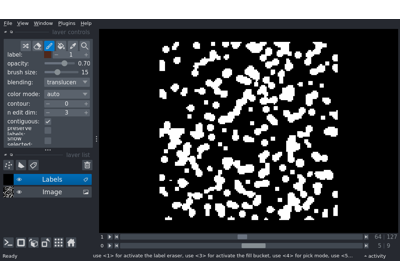 File View Window Plugins Help
layer controls
label: 1
opacity: 0.70
brush size: 15
blending: translucen
color mode: auto
contour: 0
n edit dim: 3
contiguous:
preserve
labels:
show
selected:
layer list
Labels
Image
1 64 127
0 5 9
Ready use <1> for activate the label eraser, use <3> for activate the fill bucket, use <4> for pick mode, use <5... activity